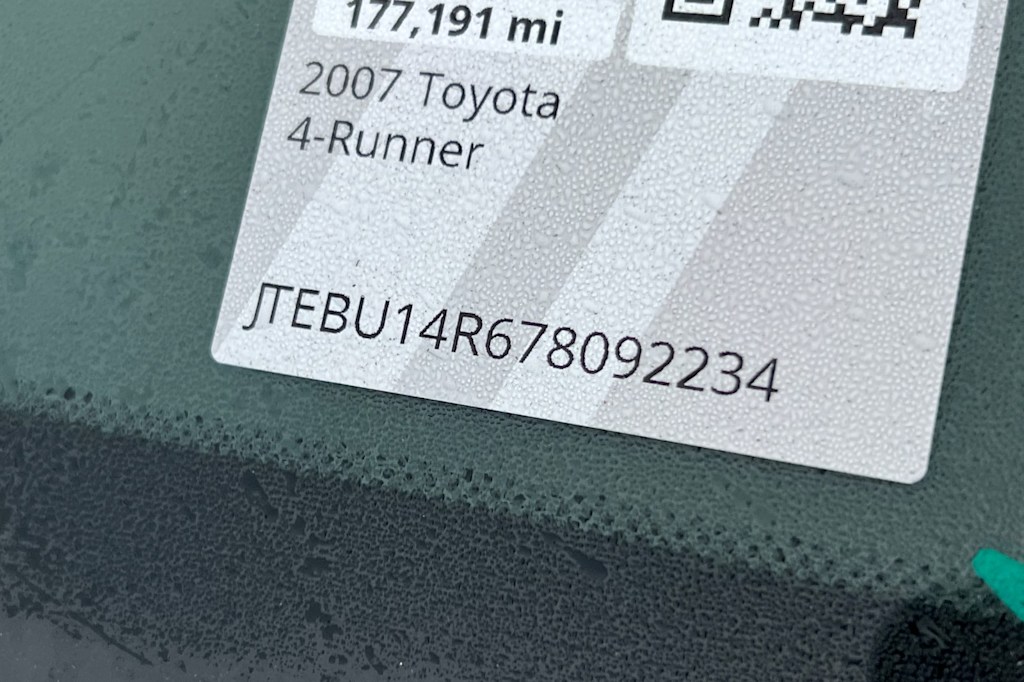 177,191 mi
2007 Toyota
4-Runner
JTEBU14R678092234